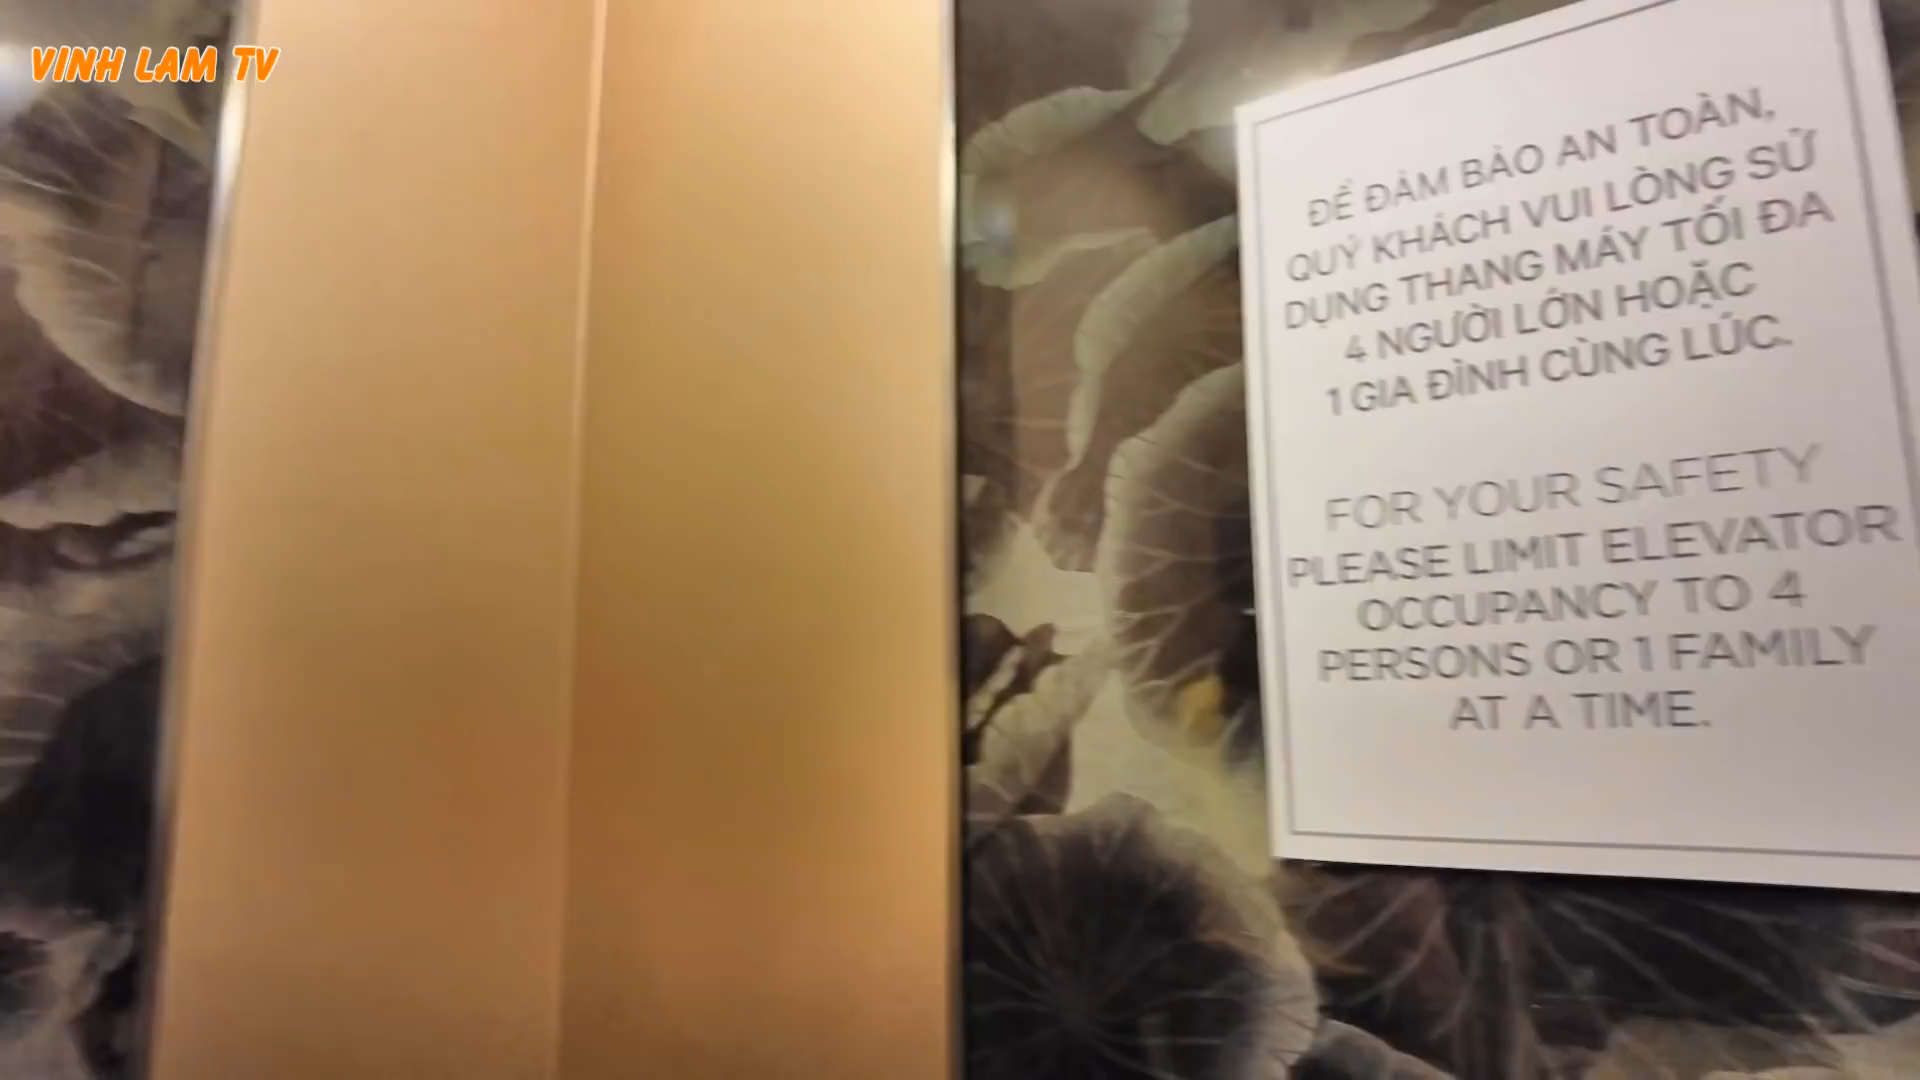 VINH LAM TV
ĐỂ ĐẢM BẢO AN TOÀN,
QUÝ KHÁCH VUI LÒNG SỬ
DỤNG THANG MÁY TỐI ĐA
4 NGƯỜI LỚN HOẶC
1 GIA ĐÌNH CÙNG LÚC.
FOR YOUR SAFETY
PLEASE LIMIT ELEVATOR
OCCUPANCY TO 4
PERSONS OR 1 FAMILY
AT A TIME.